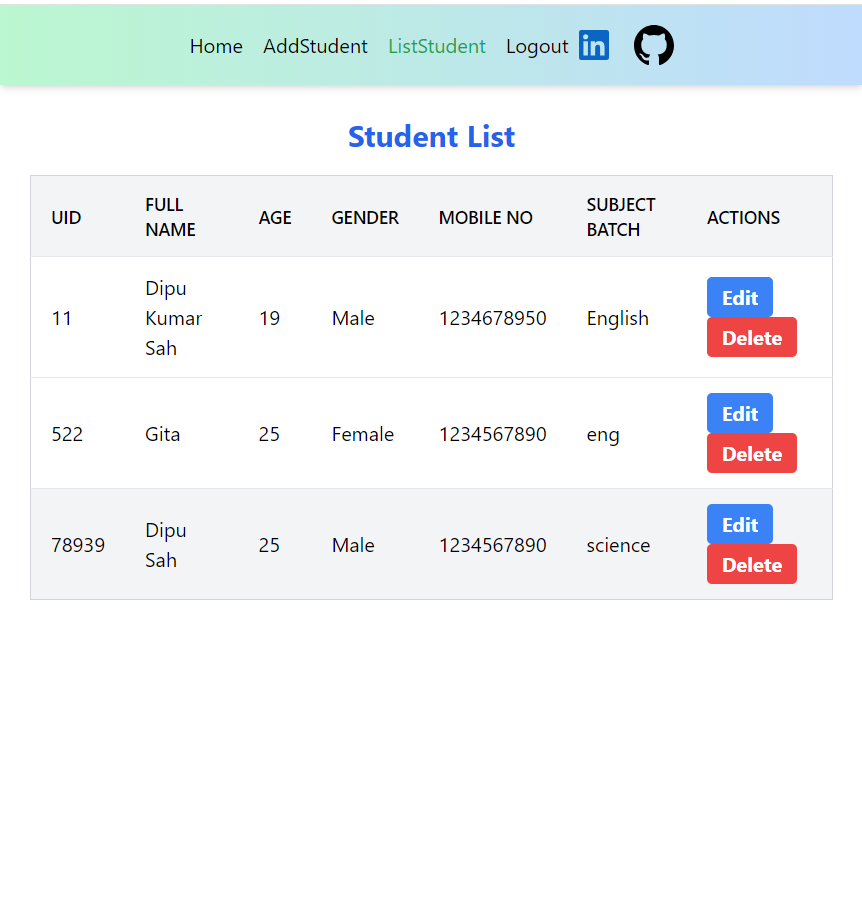 Home AddStudent ListStudent Logout in
Student List
UID FULL NAME AGE GENDER MOBILE NO SUBJECT BATCH ACTIONS
11 Dipu Kumar Sah 19 Male 1234678950 English Edit Delete
522 Gita 25 Female 1234567890 eng Edit Delete
78939 Dipu Sah 25 Male 1234567890 science Edit Delete